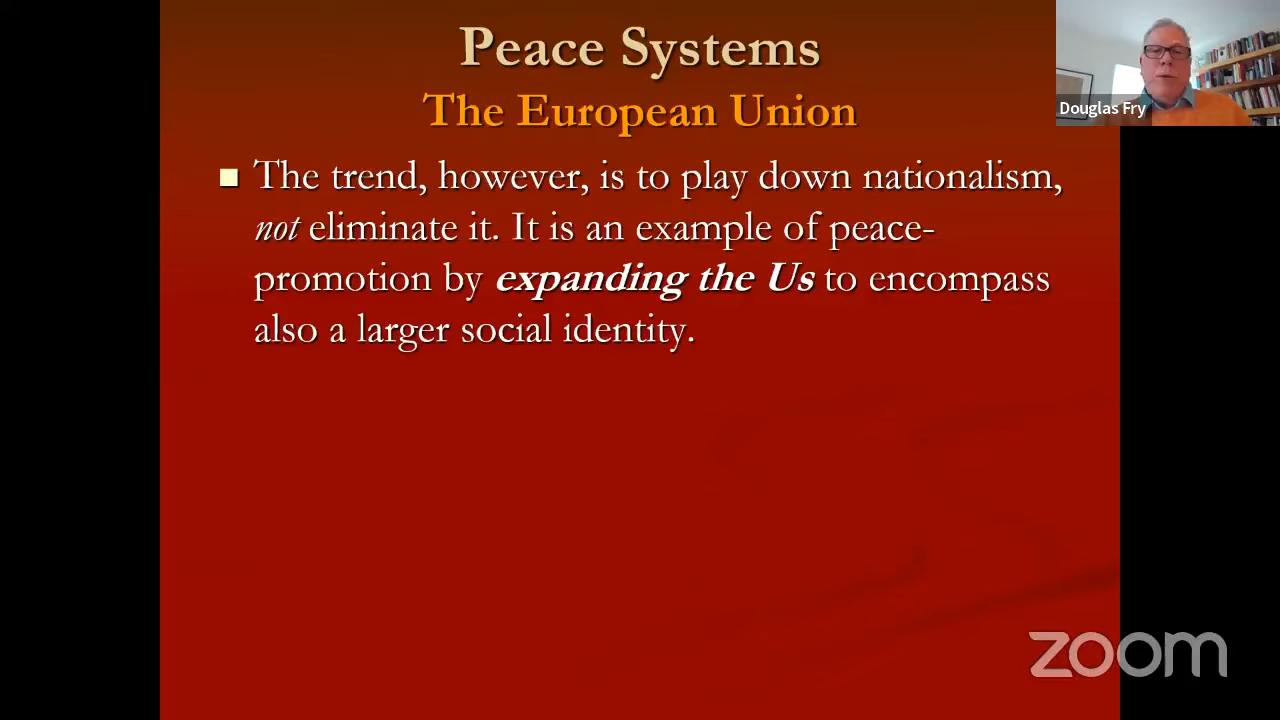 Peace Systems
The European Union
The trend, however, is to play down nationalism,
not eliminate it. It is an example of peace-
promotion by expanding the Us to encompass
also a larger social identity.
Douglas Fry
zoom